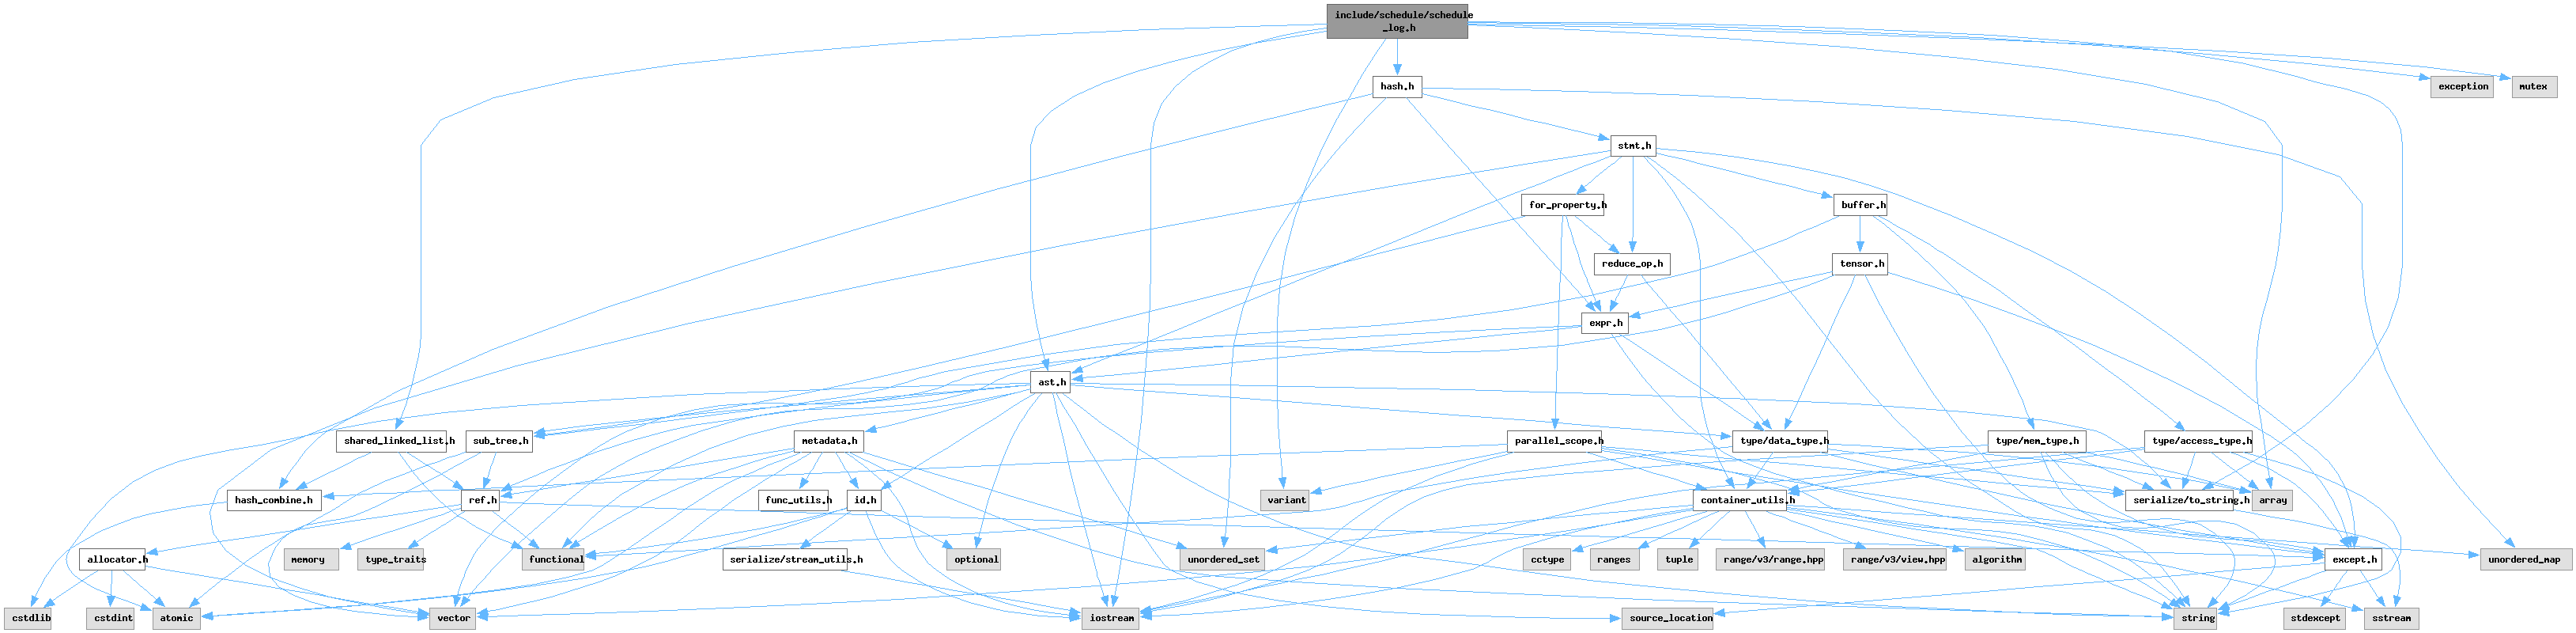 include/schedule/schedule
_log.h
hash.h
exception
mutex
stmt.h
for_property.h
buffer.h
reduce_op.h
tensor.h
expr.h
ast.h
shared_linked_list.h
sub_tree.h
metadata.h
parallel_scope.h
type/data_type.h
type/mem_type.h
type/access_type.h
hash_combine.h
ref.h
func_utils.h
id.h
variant
container_utils.h
serialize/to_string.h
array
allocator.h
memory
type_traits
functional
serialize/stream_utils.h
optional
unordered_set
cctype
ranges
tuple
range/v3/range.hpp
range/v3/view.hpp
algorithm
except.h
unordered_map
cstdlib
cstdint
atomic
vector
iostream
source_location
string
stdexcept
sstream